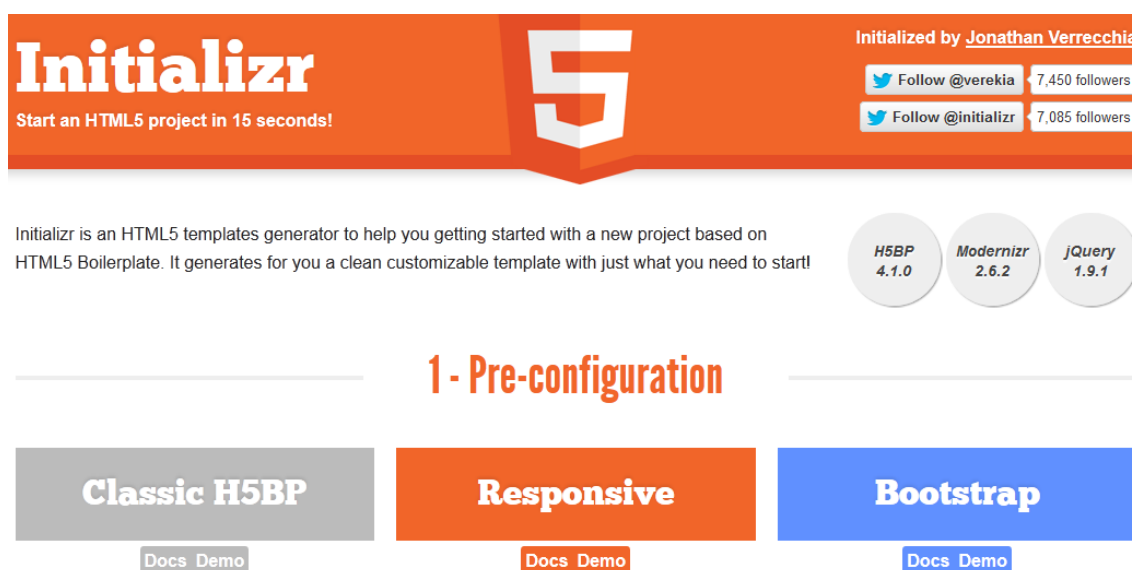 Initializr
Start an HTML5 project in 15 seconds!
5
Initialized by Jonathan Verrecchia
Follow @verekia 7,450 followers
Follow @initializr 7,085 followers
Initializr is an HTML5 templates generator to help you getting started with a new project based on
HTML5 Boilerplate. It generates for you a clean customizable template with just what you need to start!
H5BP
4.1.0
Modernizr
2.6.2
jQuery
1.9.1
1 - Pre-configuration
Classic H5BP
Docs Demo
Responsive
Docs Demo
Bootstrap
Docs Demo